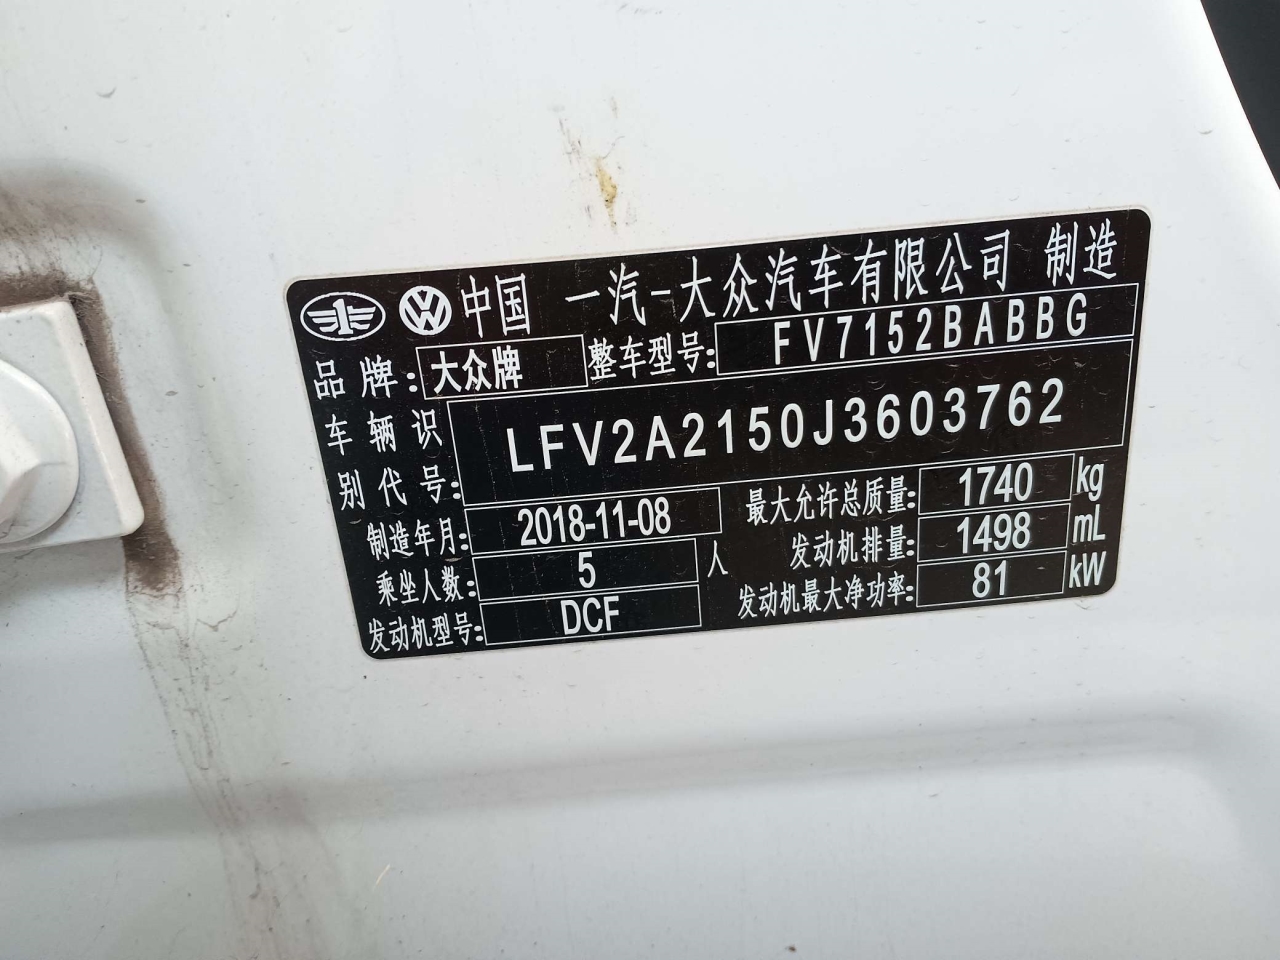 中国 一汽-大众汽车有限公司 制造
品牌: 大众牌 整车型号: FV7152BABBG
车辆识别代号: LFV2A2150J3603762
制造年月: 2018-11-08 最大允许总质量: 1740 kg
乘坐人数: 5 人 发动机排量: 1498 mL
发动机型号: DCF 发动机最大净功率: 81 kW